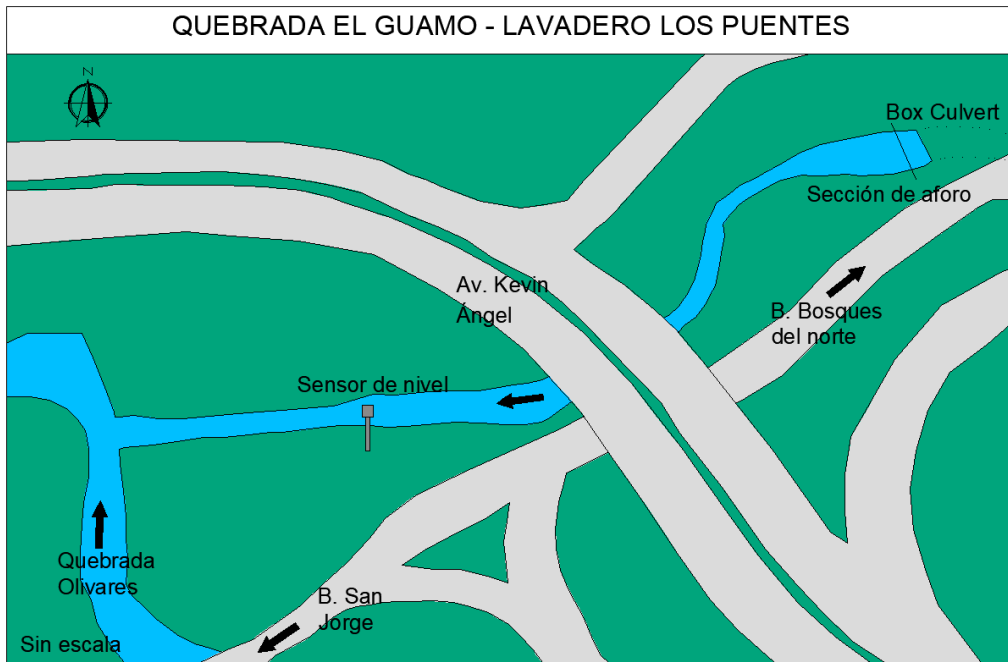 QUEBRADA EL GUAMO - LAVADERO LOS PUENTES
N
Box Culvert
Sección de aforo
Av. Kevin
Ángel
B. Bosques
del norte
Sensor de nivel
Quebrada
Olivares
B. San
Jorge
Sin escala